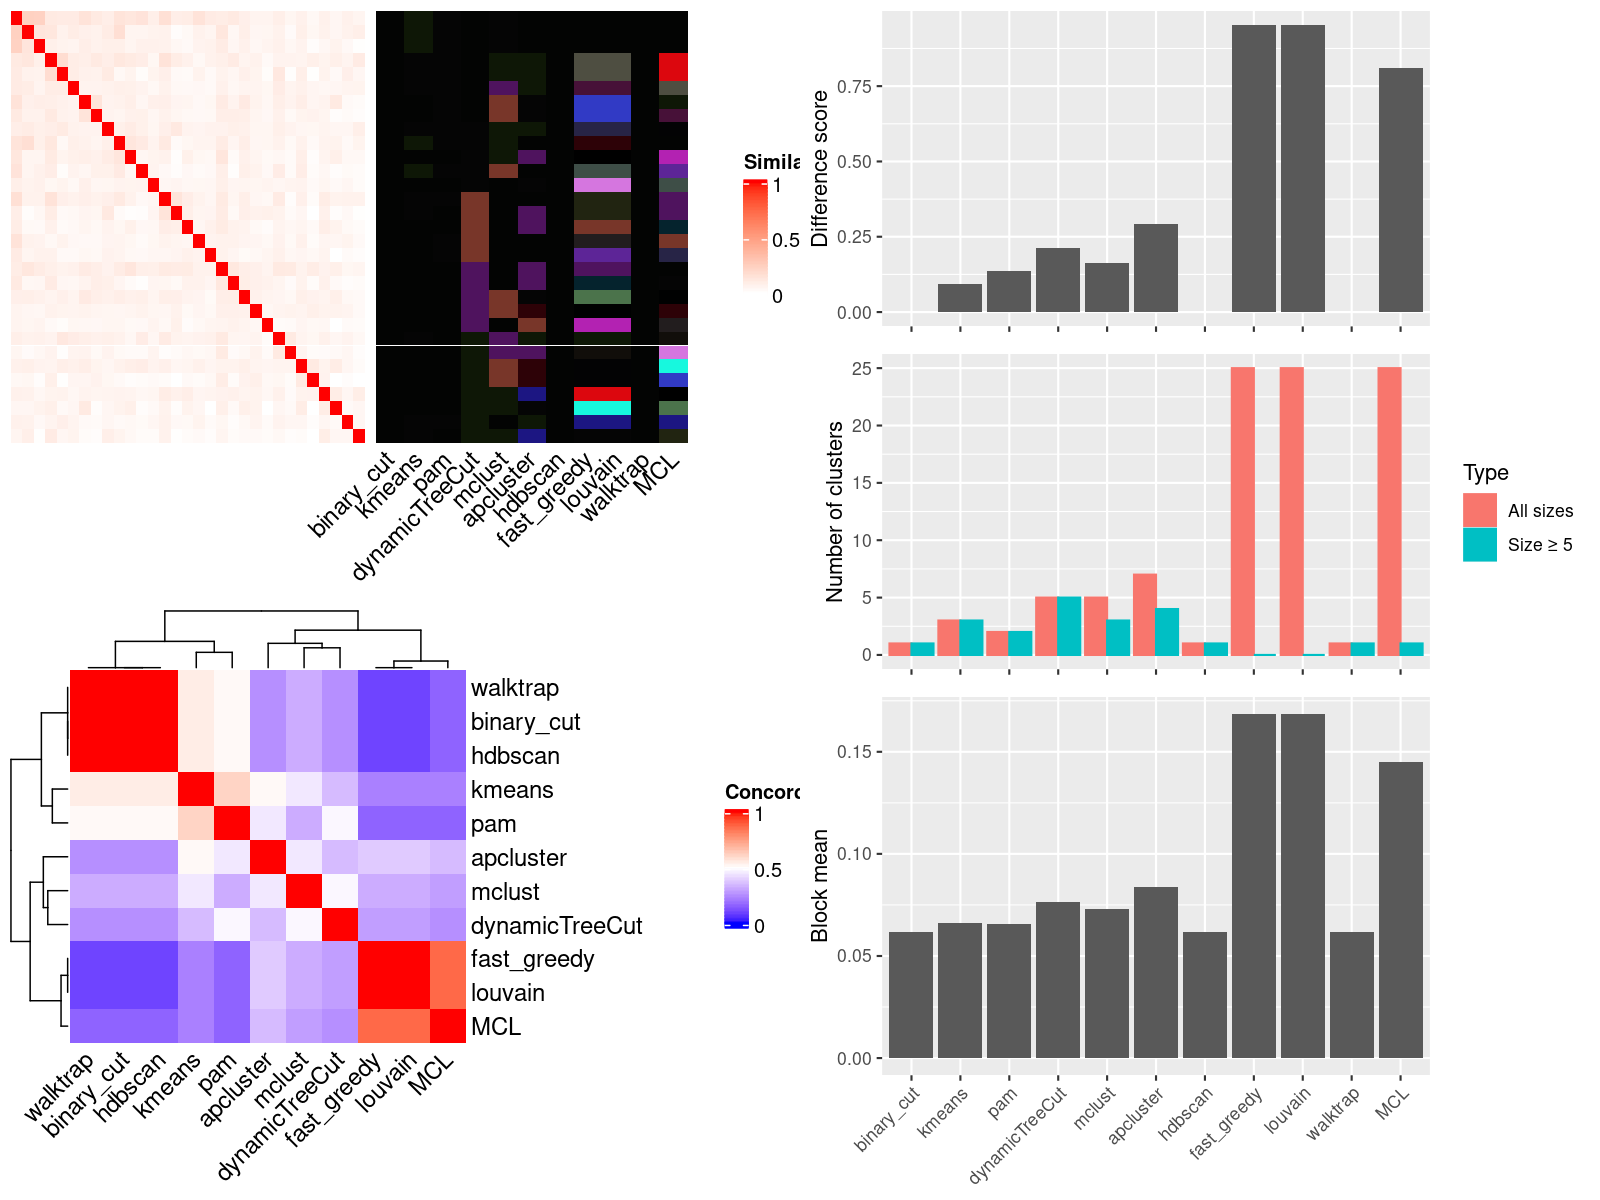 Simila
1
0.5
0
binary_cut
kmeans
pam
dynamicTreeCut
mclust
apcluster
hdbscan
fast_greedy
louvain
walktrap
MCL
walktrap
binary_cut
hdbscan
kmeans
pam
apcluster
mclust
dynamicTreeCut
fast_greedy
louvain
MCL
walktrap
binary_cut
hdbscan
kmeans
pam
apcluster
mclust
dynamicTreeCut
fast_greedy
louvain
MCL
Concord
1
0.5
0
Difference score
0.75
0.50
0.25
0.00
Number of clusters
25
20
15
10
5
0
Type
All sizes
Size ≥ 5
Block mean
0.15
0.10
0.05
0.00
binary_cut
kmeans
pam
dynamicTreeCut
mclust
apcluster
hdbscan
fast_greedy
louvain
walktrap
MCL